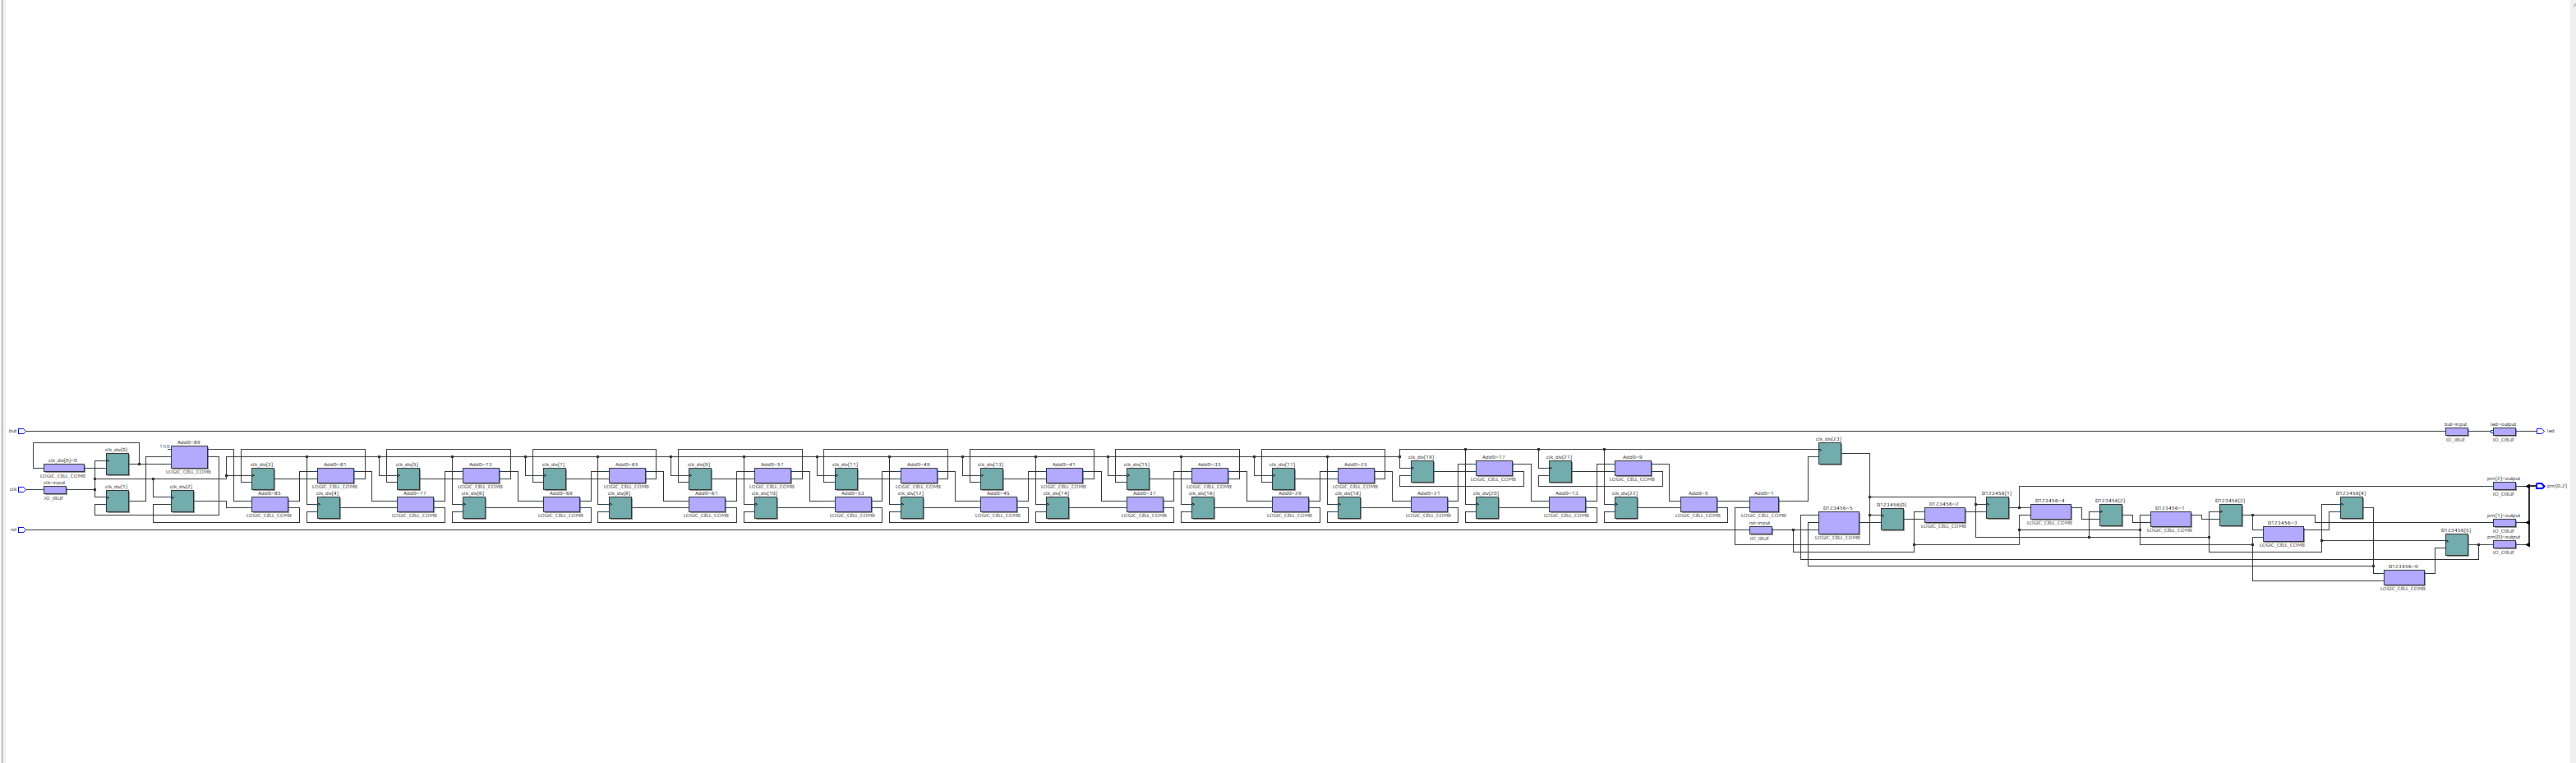 but
but~input
led~output
led
IO_IBUF
IO_OBUF
clk_div[0]~0
LOGIC_CELL_COMB
clk_div[0]
Add0~89
LOGIC_CELL_COMB
clk
clk~input
IO_IBUF
clk_div[1]
clk_div[2]
clk_div[3]
Add0~85
LOGIC_CELL_COMB
Add0~81
LOGIC_CELL_COMB
clk_div[4]
clk_div[5]
Add0~77
LOGIC_CELL_COMB
Add0~73
LOGIC_CELL_COMB
clk_div[6]
clk_div[7]
Add0~69
LOGIC_CELL_COMB
Add0~65
LOGIC_CELL_COMB
clk_div[8]
clk_div[9]
Add0~61
LOGIC_CELL_COMB
Add0~57
LOGIC_CELL_COMB
clk_div[10]
clk_div[11]
Add0~53
LOGIC_CELL_COMB
Add0~49
LOGIC_CELL_COMB
clk_div[12]
clk_div[13]
Add0~45
LOGIC_CELL_COMB
Add0~41
LOGIC_CELL_COMB
clk_div[14]
clk_div[15]
Add0~37
LOGIC_CELL_COMB
Add0~33
LOGIC_CELL_COMB
clk_div[16]
clk_div[17]
Add0~29
LOGIC_CELL_COMB
Add0~25
LOGIC_CELL_COMB
clk_div[18]
clk_div[19]
Add0~21
LOGIC_CELL_COMB
Add0~17
LOGIC_CELL_COMB
clk_div[20]
clk_div[21]
Add0~13
LOGIC_CELL_COMB
Add0~9
LOGIC_CELL_COMB
clk_div[22]
Add0~5
LOGIC_CELL_COMB
Add0~1
LOGIC_CELL_COMB
clk_div[23]
rst
rst~input
IO_IBUF
D123456~5
LOGIC_CELL_COMB
D123456[0]
D123456~2
LOGIC_CELL_COMB
D123456[1]
D123456~4
LOGIC_CELL_COMB
D123456[2]
D123456~1
LOGIC_CELL_COMB
D123456[3]
D123456~3
LOGIC_CELL_COMB
D123456[4]
D123456~0
LOGIC_CELL_COMB
D123456[5]
prn[2]~output
IO_OBUF
prn[1]~output
IO_OBUF
prn[0]~output
IO_OBUF
prn[0.2]